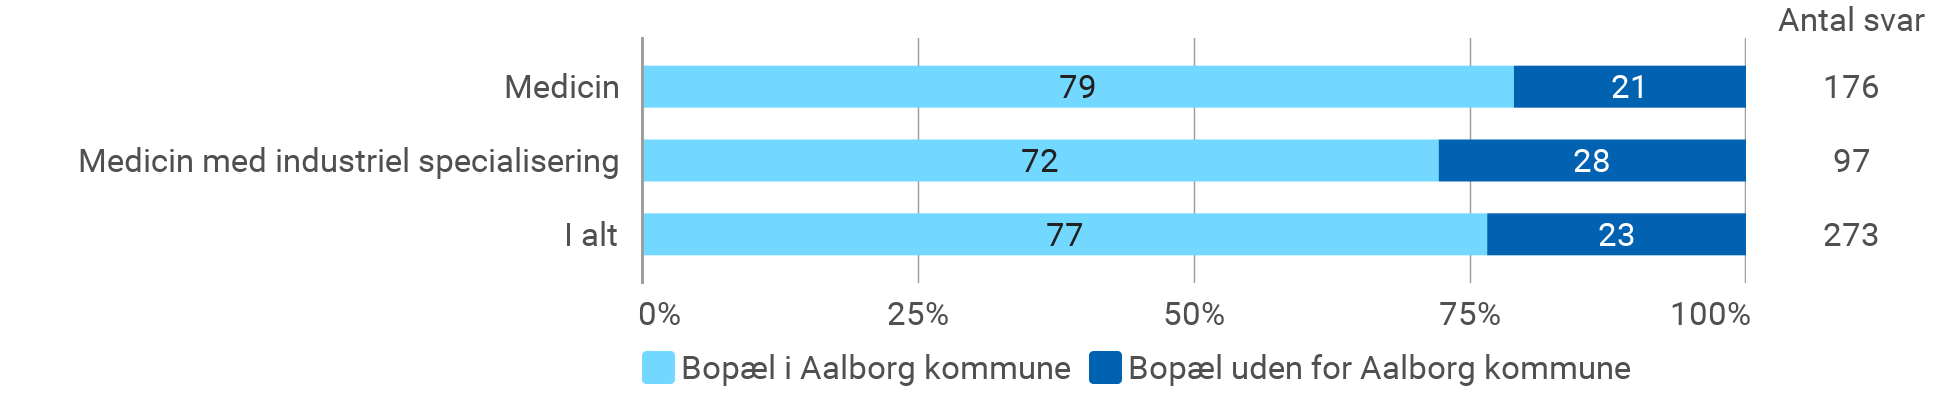 Antal svar
Medicin 79 21 176
Medicin med industriel specialisering 72 28 97
I alt 77 23 273
0% 25% 50% 75% 100%
Bopæl i Aalborg kommune Bopæl uden for Aalborg kommune